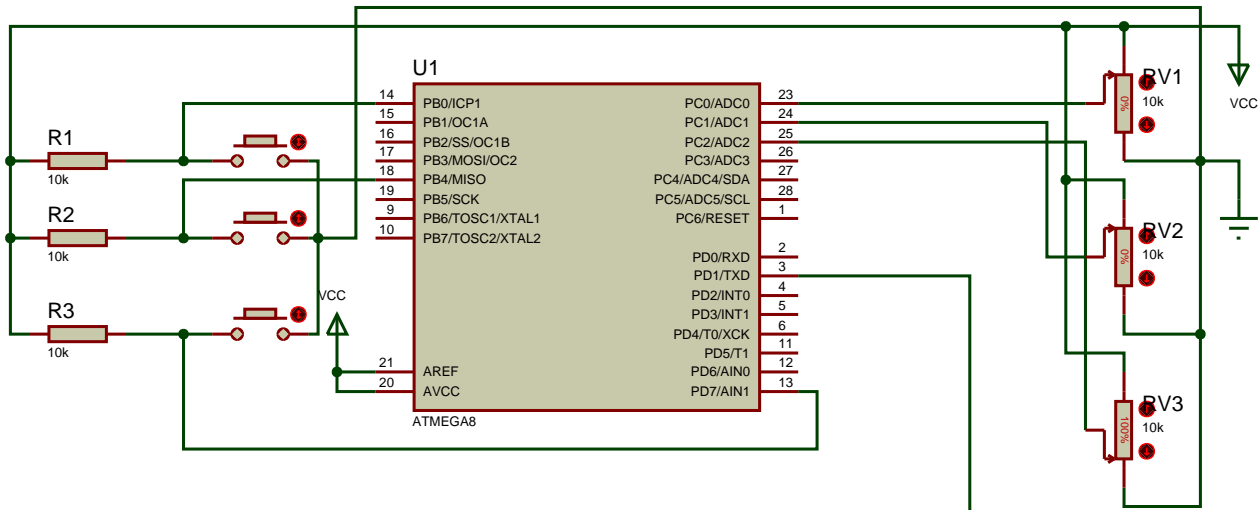 U1
14 PB0/ICP1 PC0/ADC0 23
15 PB1/OC1A PC1/ADC1 24
16 PB2/SS/OC1B PC2/ADC2 25
17 PB3/MOSI/OC2 PC3/ADC3 26
18 PB4/MISO PC4/ADC4/SDA 27
19 PB5/SCK PC5/ADC5/SCL 28
9 PB6/TOSC1/XTAL1 PC6/RESET 1
10 PB7/TOSC2/XTAL2
PD0/RXD 2
PD1/TXD 3
PD2/INT0 4
PD3/INT1 5
PD4/T0/XCK 6
PD5/T1 11
21 AREF PD6/AIN0 12
20 AVCC PD7/AIN1 13
ATMEGA8
R1
10k
R2
10k
R3
10k
VCC
RV1
10k
0%
VCC
RV2
10k
0%
RV3
10k
100%